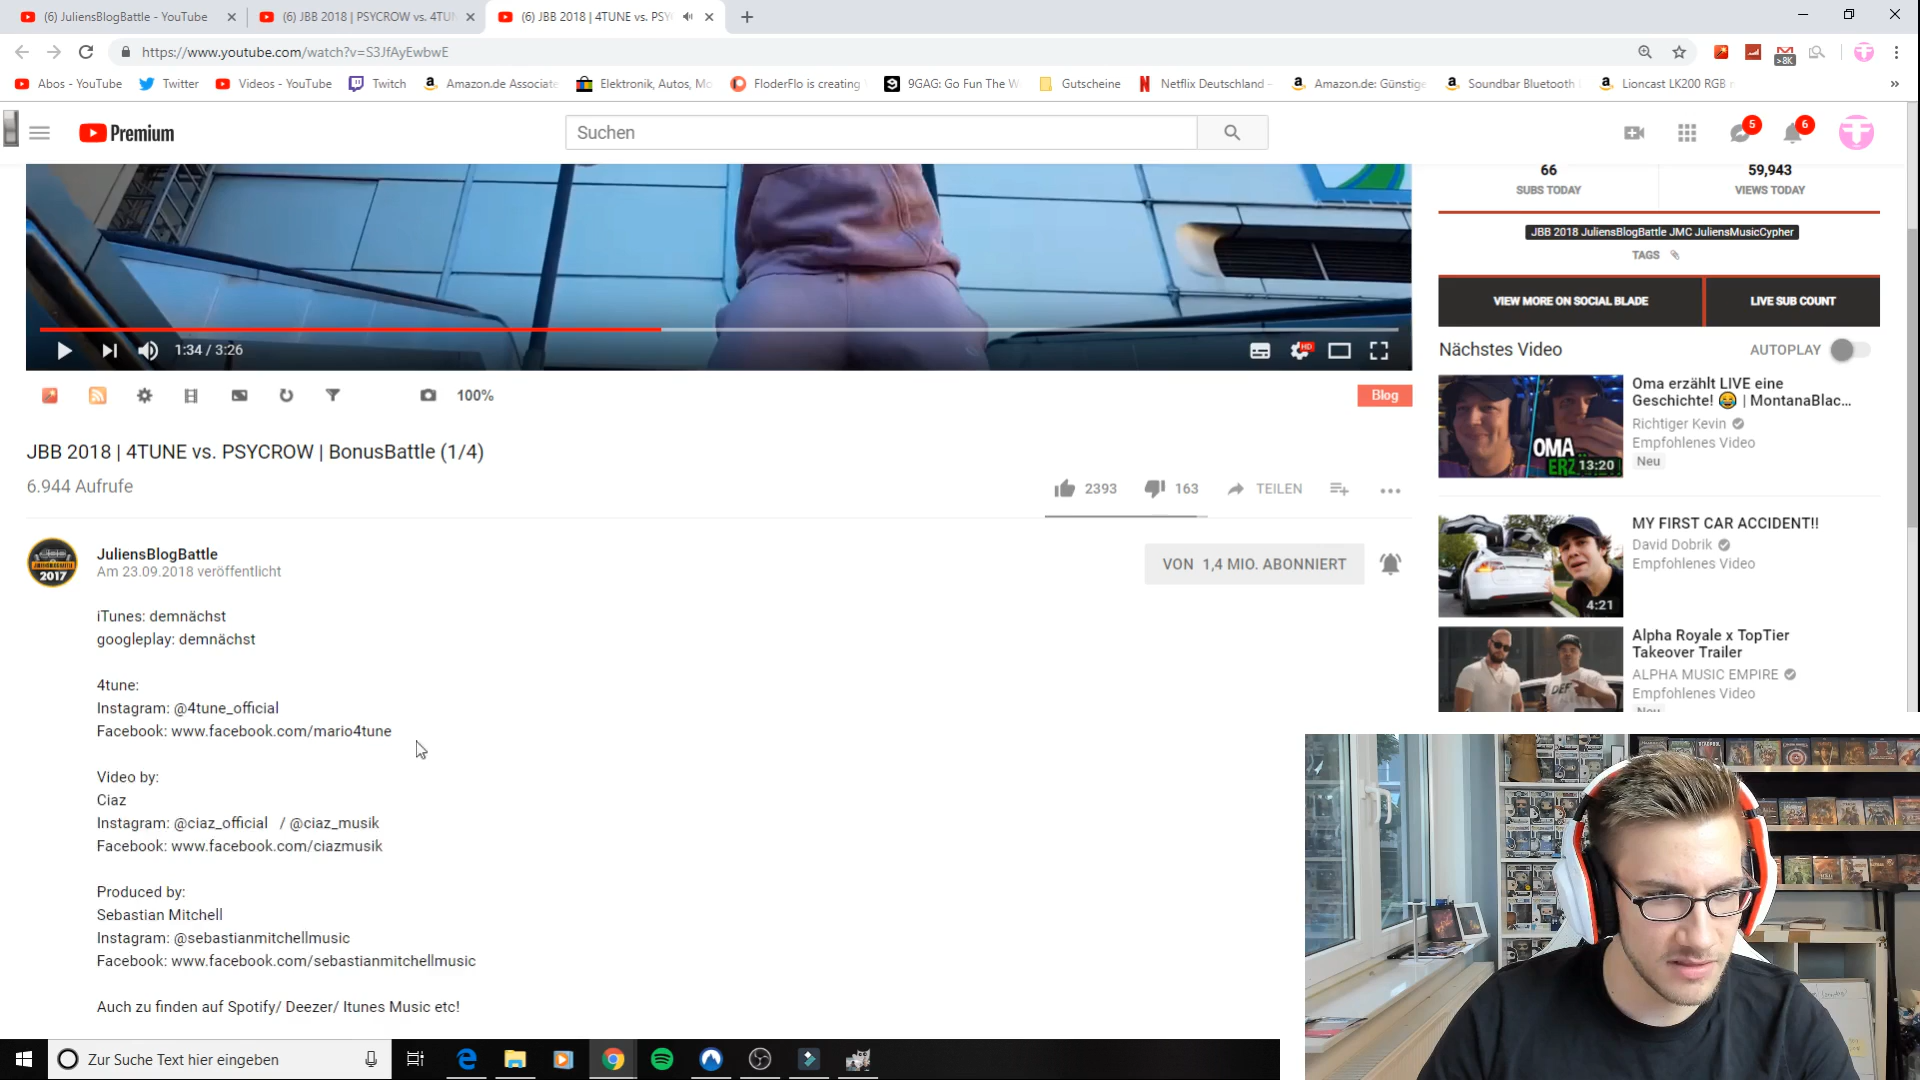 (6) JuliensBlogBattle - YouTube
(6) JBB 2018 | PSYCROW vs. 4TUN
(6) JBB 2018 | 4TUNE vs. PSY
https://www.youtube.com/watch?v=S3JfAyEwbwE
>8K
Abos - YouTube
Twitter
Videos - YouTube
Twitch
Amazon.de Associate
Elektronik, Autos, Mo
FloderFlo is creating
9GAG: Go Fun The W
Gutscheine
Netflix Deutschland -
Amazon.de: Günstige
Soundbar Bluetooth
Lioncast LK200 RGB
»
Premium
Suchen
5
6
66
SUBS TODAY
59,943
VIEWS TODAY
JBB 2018 JuliensBlogBattle JMC JuliensMusicCypher
TAGS
VIEW MORE ON SOCIAL BLADE
LIVE SUB COUNT
1:34 / 3:26
HD
100%
Blog
JBB 2018 | 4TUNE vs. PSYCROW | BonusBattle (1/4)
6.944 Aufrufe
2393
163
TEILEN
JuliensBlogBattle
Am 23.09.2018 veröffentlicht
2017
VON 1,4 MIO. ABONNIERT
iTunes: demnächst
googleplay: demnächst
4tune:
Instagram: @4tune_official
Facebook: www.facebook.com/mario4tune
Video by:
Ciaz
Instagram: @ciaz_official / @ciaz_musik
Facebook: www.facebook.com/ciazmusik
Produced by:
Sebastian Mitchell
Instagram: @sebastianmitchellmusic
Facebook: www.facebook.com/sebastianmitchellmusic
Auch zu finden auf Spotify/ Deezer/ Itunes Music etc!
Nächstes Video
AUTOPLAY
OMA
ERZ
13:20
Oma erzählt LIVE eine
Geschichte! 😂 | MontanaBlac...
Richtiger Kevin
Empfohlenes Video
Neu
4:21
MY FIRST CAR ACCIDENT!!
David Dobrik
Empfohlenes Video
Alpha Royale x TopTier
Takeover Trailer
ALPHA MUSIC EMPIRE
Empfohlenes Video
Neu
Zur Suche Text hier eingeben